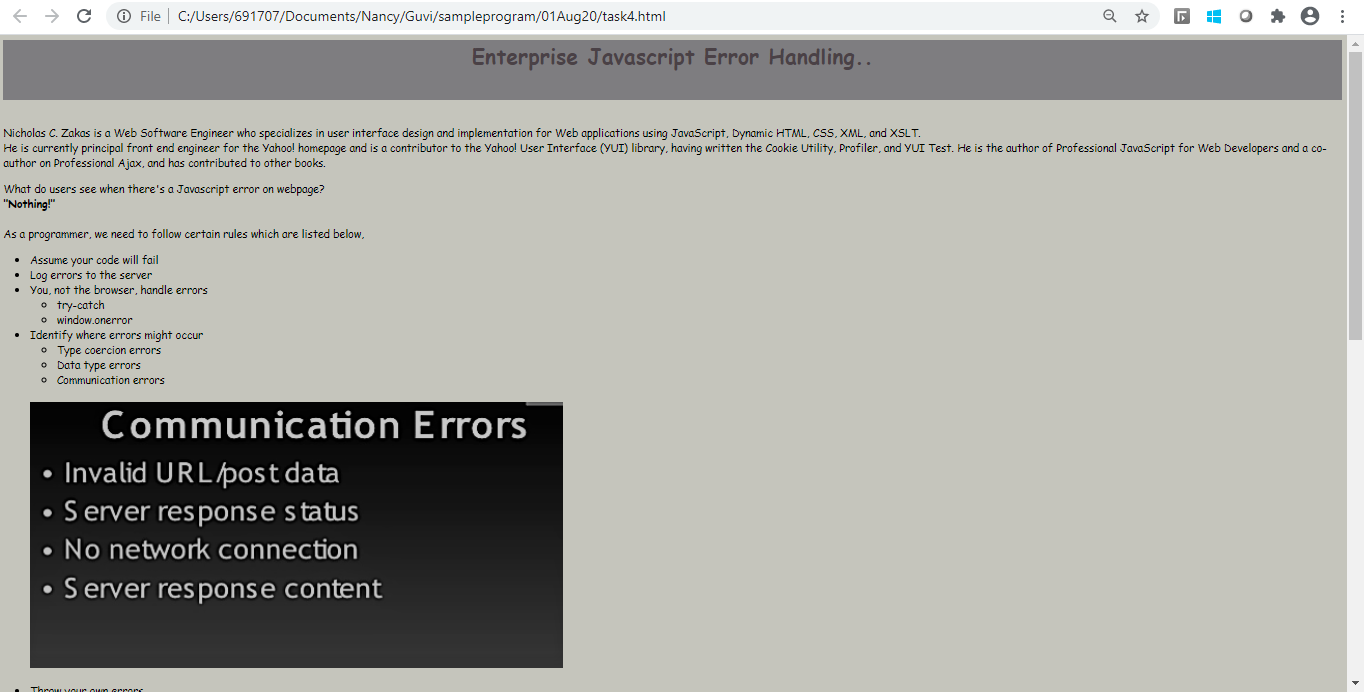 File
C:/Users/691707/Documents/Nancy/Guvi/sampleprogram/01Aug20/task4.html
Enterprise Javascript Error Handling..
Nicholas C. Zakas is a Web Software Engineer who specializes in user interface design and implementation for Web applications using JavaScript, Dynamic HTML, CSS, XML, and XSLT.
He is currently principal front end engineer for the Yahoo! homepage and is a contributor to the Yahoo! User Interface (YUI) library, having written the Cookie Utility, Profiler, and YUI Test. He is the author of Professional JavaScript for Web Developers and a co-
author on Professional Ajax, and has contributed to other books.
What do users see when there's a Javascript error on webpage?
"Nothing!"
As a programmer, we need to follow certain rules which are listed below,
• Assume your code will fail
• Log errors to the server
• You, not the browser, handle errors
◦ try-catch
◦ window.onerror
• Identify where errors might occur
◦ Type coercion errors
◦ Data type errors
◦ Communication errors
Communication Errors
• Invalid URL/post data
• Server response status
• No network connection
• Server response content
• Throw your own errors